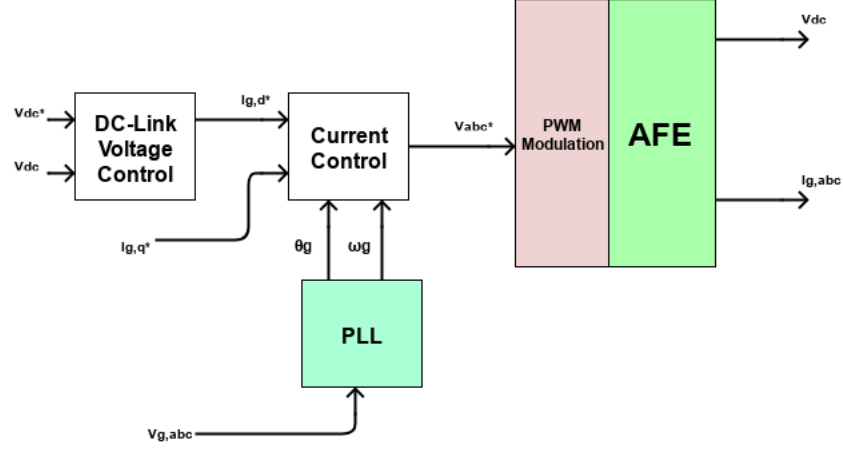 Vdc
Ig,d*
Vdc*
DC-Link
Voltage
Control
Current
Control
Vabc*
PWM
Modulation
AFE
Vdc
Ig,abc
Ig,q*
θg
ωg
PLL
Vg,abc